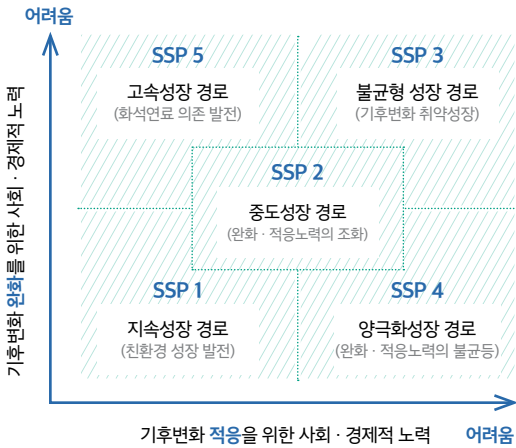 어려움
기후변화 완화를 위한 사회 · 경제적 노력
SSP 5
고속성장 경로
(화석연료 의존 발전)
SSP 3
불균형 성장 경로
(기후변화 취약성장)
SSP 2
중도성장 경로
(완화 · 적응노력의 조화)
SSP 1
지속성장 경로
(친환경 성장 발전)
SSP 4
양극화성장 경로
(완화 · 적응노력의 불균등)
기후변화 적응을 위한 사회 · 경제적 노력
어려움